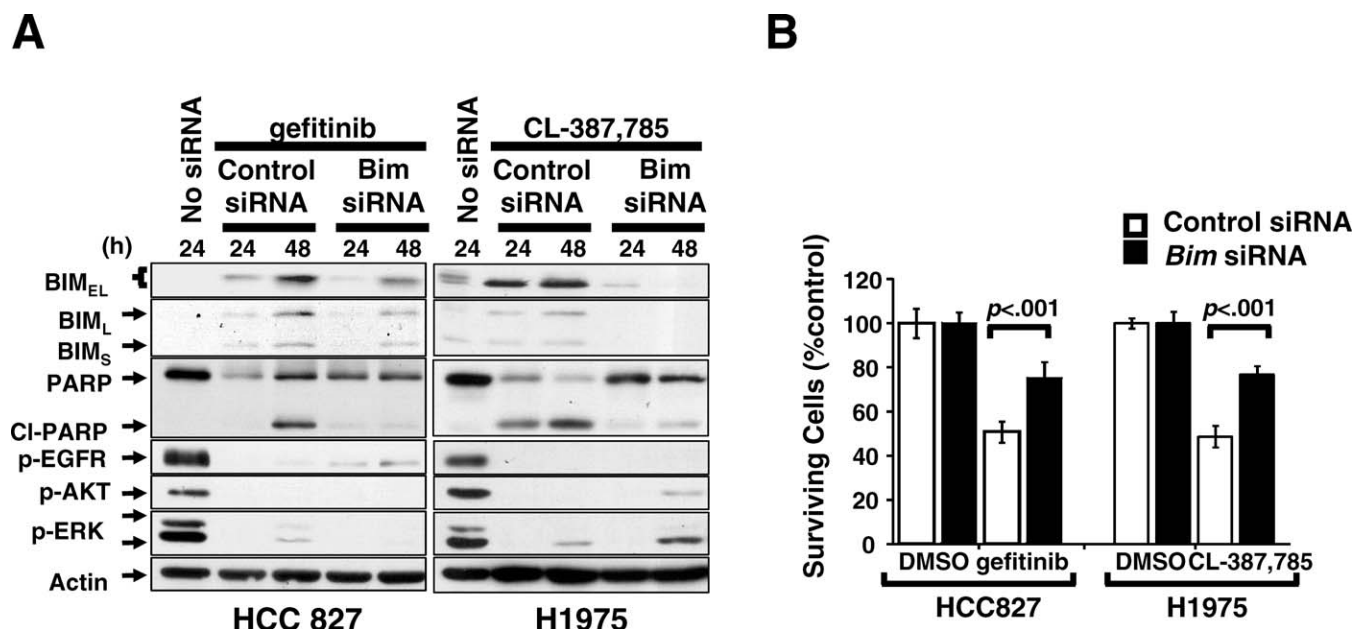 A
B
No siRNA
gefitinib
Control siRNA
Bim siRNA
No siRNA
CL-387,785
Control siRNA
Bim siRNA
(h) 24 24 48 24 48 24 24 48 24 48
BIM_EL
BIM_L
BIM_S
PARP
Cl-PARP
p-EGFR
p-AKT
p-ERK
Actin
HCC 827 H1975
Control siRNA
Bim siRNA
Surviving Cells (%control)
120
100
80
60
40
20
0
p<.001 p<.001
DMSO gefitinib DMSO CL-387,785
HCC827 H1975